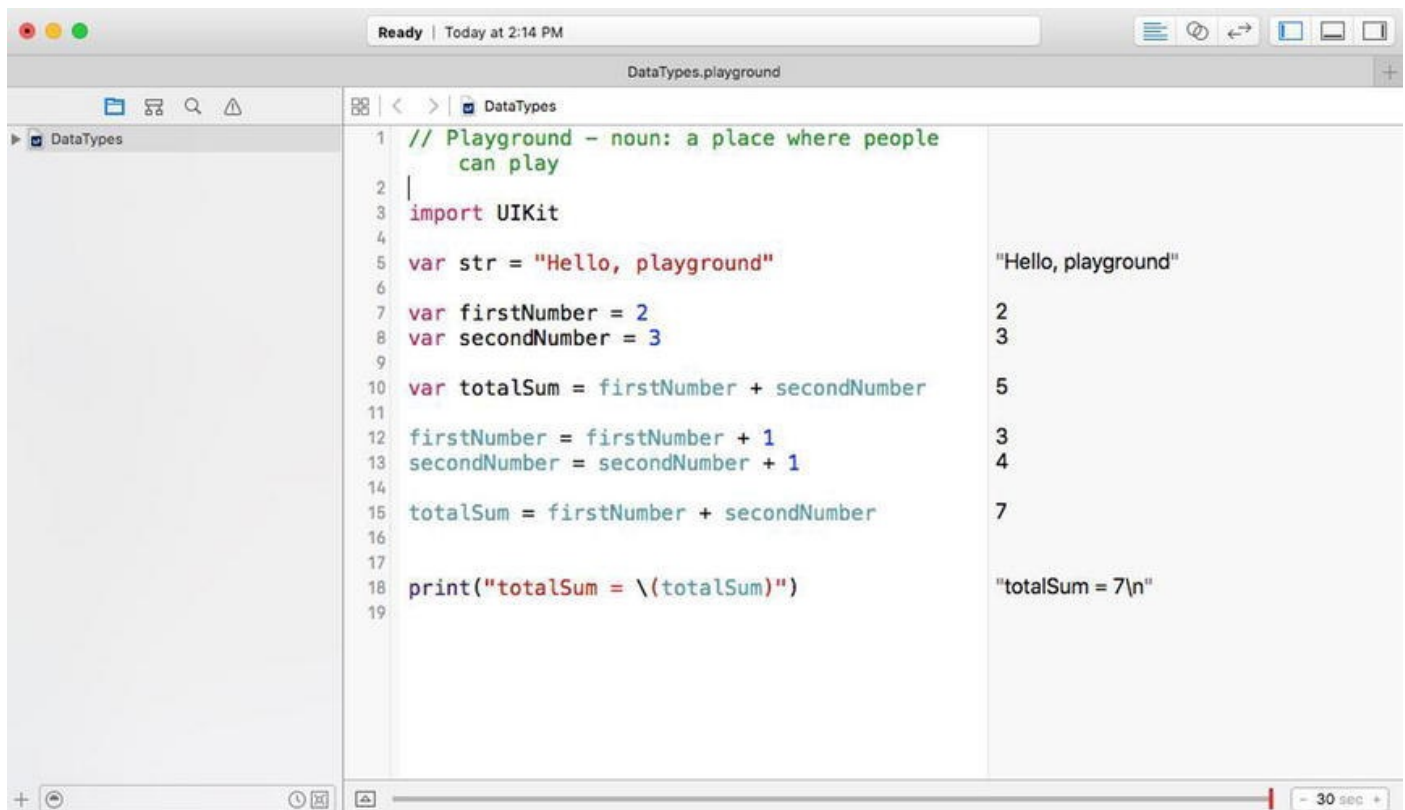 Ready | Today at 2:14 PM
DataTypes.playground
DataTypes
DataTypes
1 // Playground – noun: a place where people
can play
2
3 import UIKit
4
5 var str = "Hello, playground" "Hello, playground"
6
7 var firstNumber = 2 2
8 var secondNumber = 3 3
9
10 var totalSum = firstNumber + secondNumber 5
11
12 firstNumber = firstNumber + 1 3
13 secondNumber = secondNumber + 1 4
14
15 totalSum = firstNumber + secondNumber 7
16
17
18 print("totalSum = \(totalSum)") "totalSum = 7\n"
19
- 30 sec +